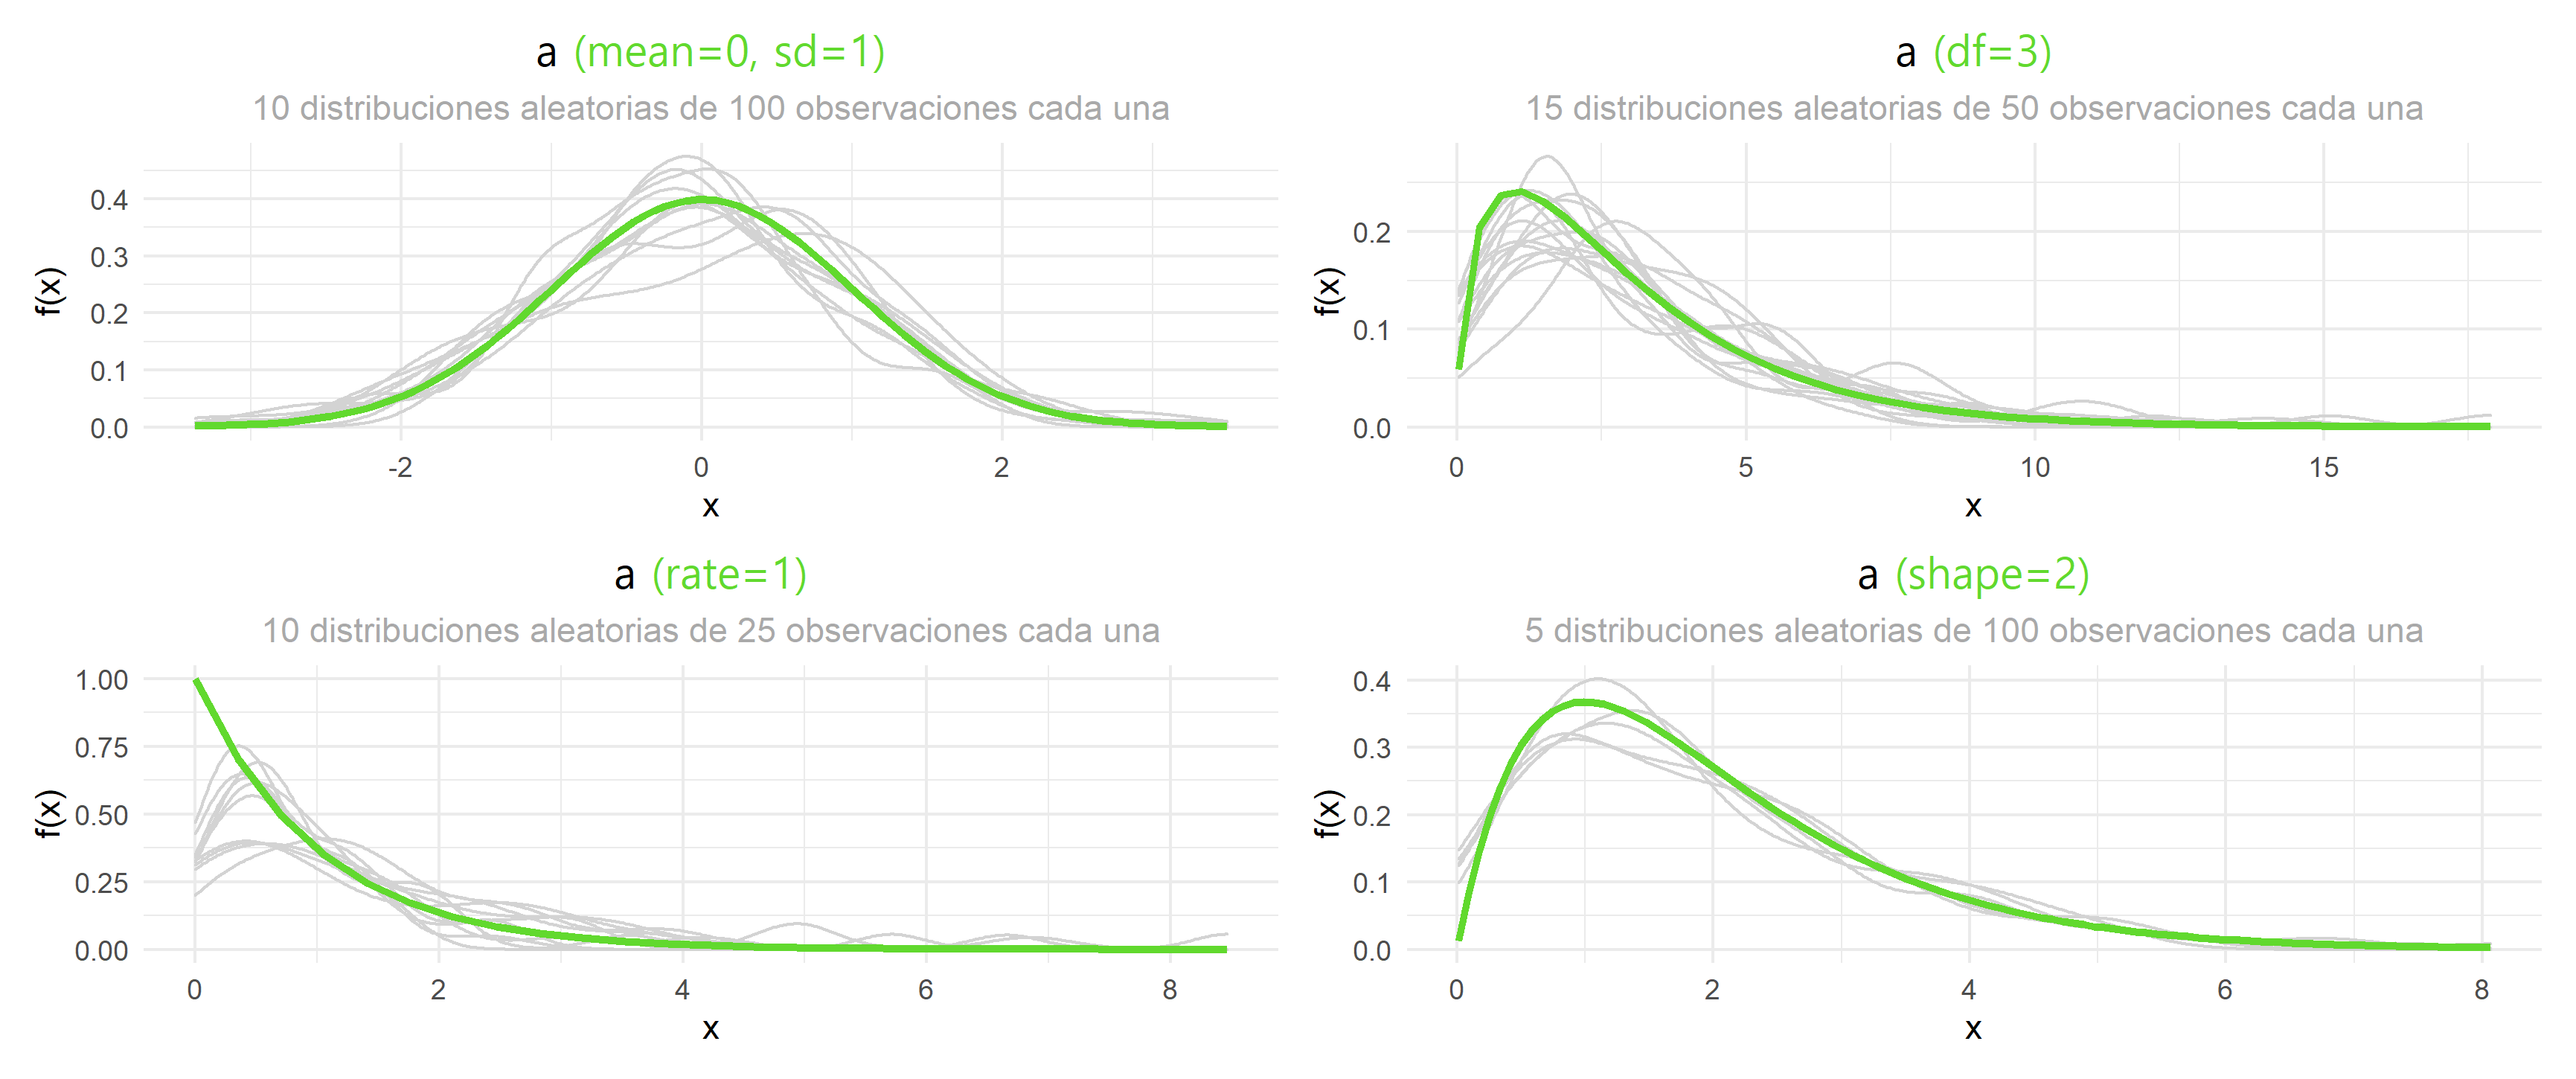 a (mean=0, sd=1)
10 distribuciones aleatorias de 100 observaciones cada una
0.4
0.3
0.2
0.1
0.0
f(x)
-2 0 2
x
a (df=3)
15 distribuciones aleatorias de 50 observaciones cada una
0.2
0.1
0.0
f(x)
0 5 10 15
x
a (rate=1)
10 distribuciones aleatorias de 25 observaciones cada una
1.00
0.75
0.50
0.25
0.00
f(x)
0 2 4 6 8
x
a (shape=2)
5 distribuciones aleatorias de 100 observaciones cada una
0.4
0.3
0.2
0.1
0.0
f(x)
0 2 4 6 8
x